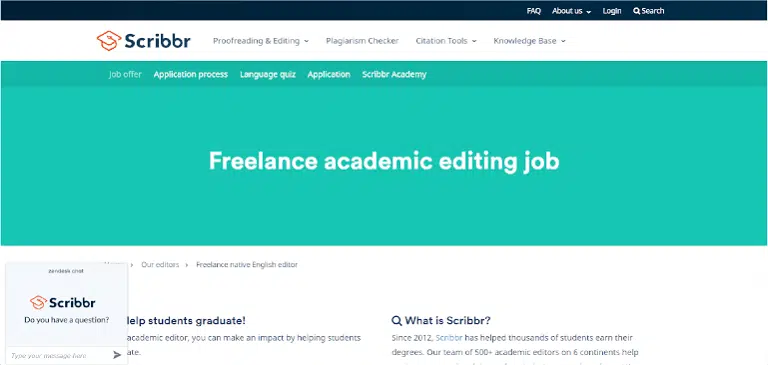 FAQ About us Login Search
Scribbr Proofreading & Editing Plagiarism Checker Citation Tools Knowledge Base
Job offer Application process Language quiz Application Scribbr Academy
Freelance academic editing job
Our editors › Freelance native English editor
zendesk chat
Scribbr
Do you have a question?
Type your message here
elp students graduate!
academic editor, you can make an impact by helping students
ate.
What is Scribbr?
Since 2012, Scribbr has helped thousands of students earn their
degrees. Our team of 500+ academic editors on 6 continents help